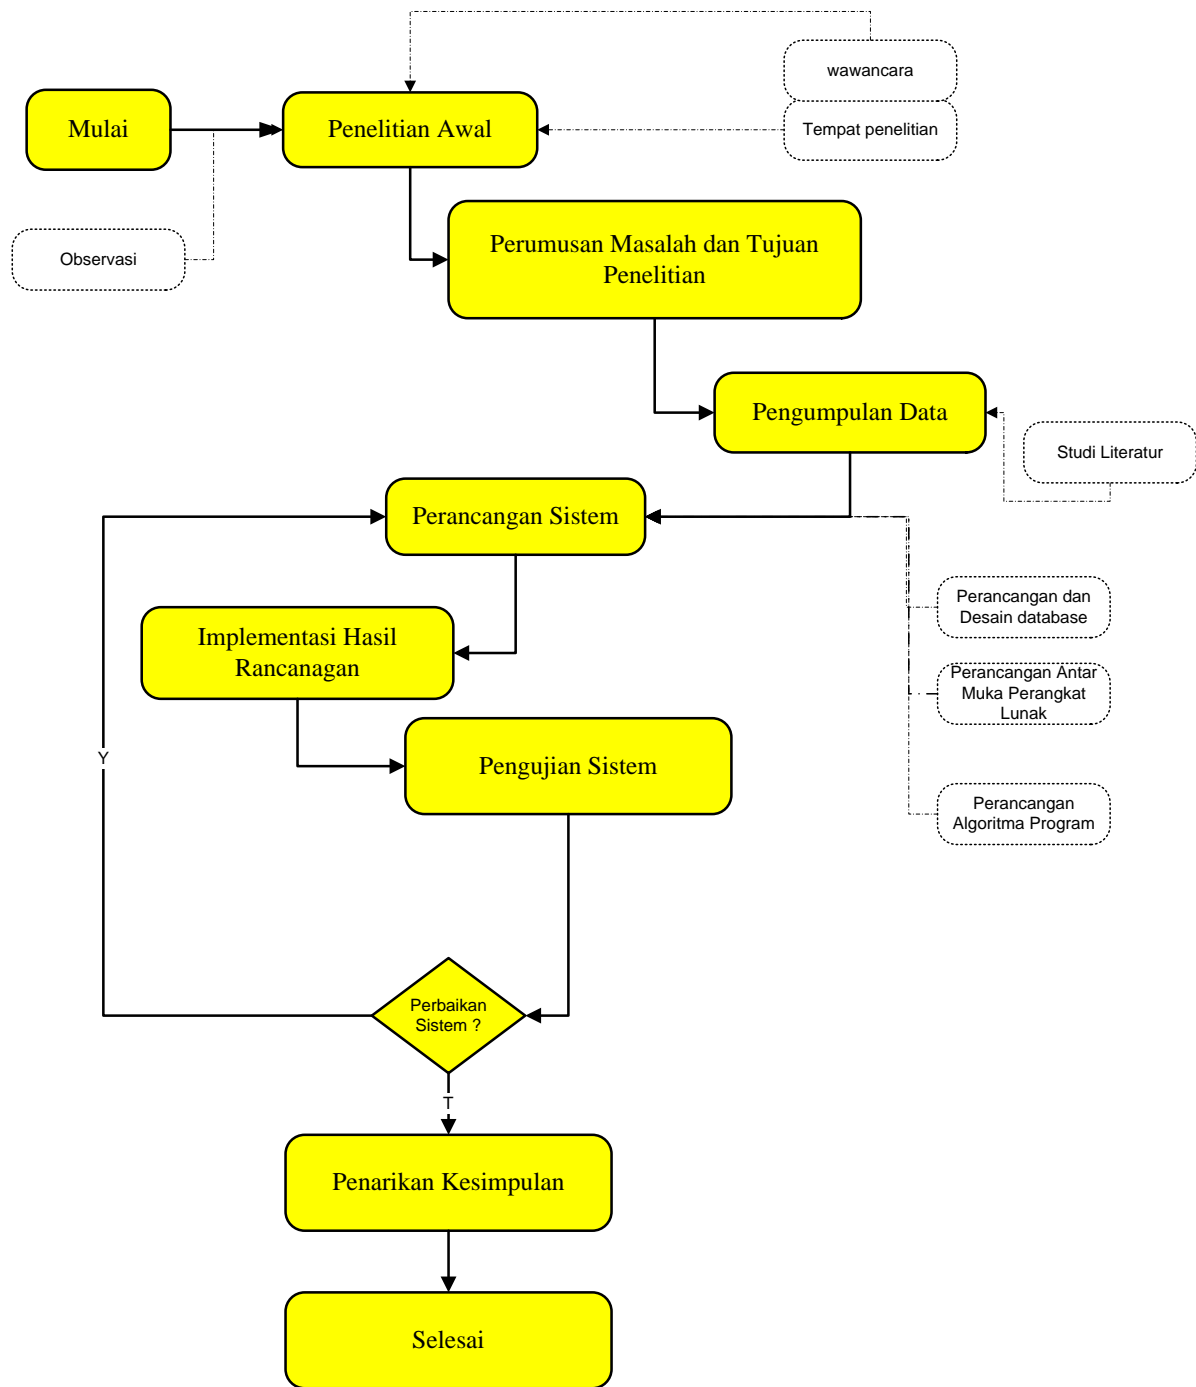 wawancara
Mulai
Penelitian Awal
Tempat penelitian
Observasi
Perumusan Masalah dan Tujuan
Penelitian
Pengumpulan Data
Studi Literatur
Perancangan Sistem
Perancangan dan
Desain database
Implementasi Hasil
Rancanagan
Perancangan Antar
Muka Perangkat
Lunak
Y
Pengujian Sistem
Perancangan
Algoritma Program
Perbaikan
Sistem ?
T
Penarikan Kesimpulan
Selesai